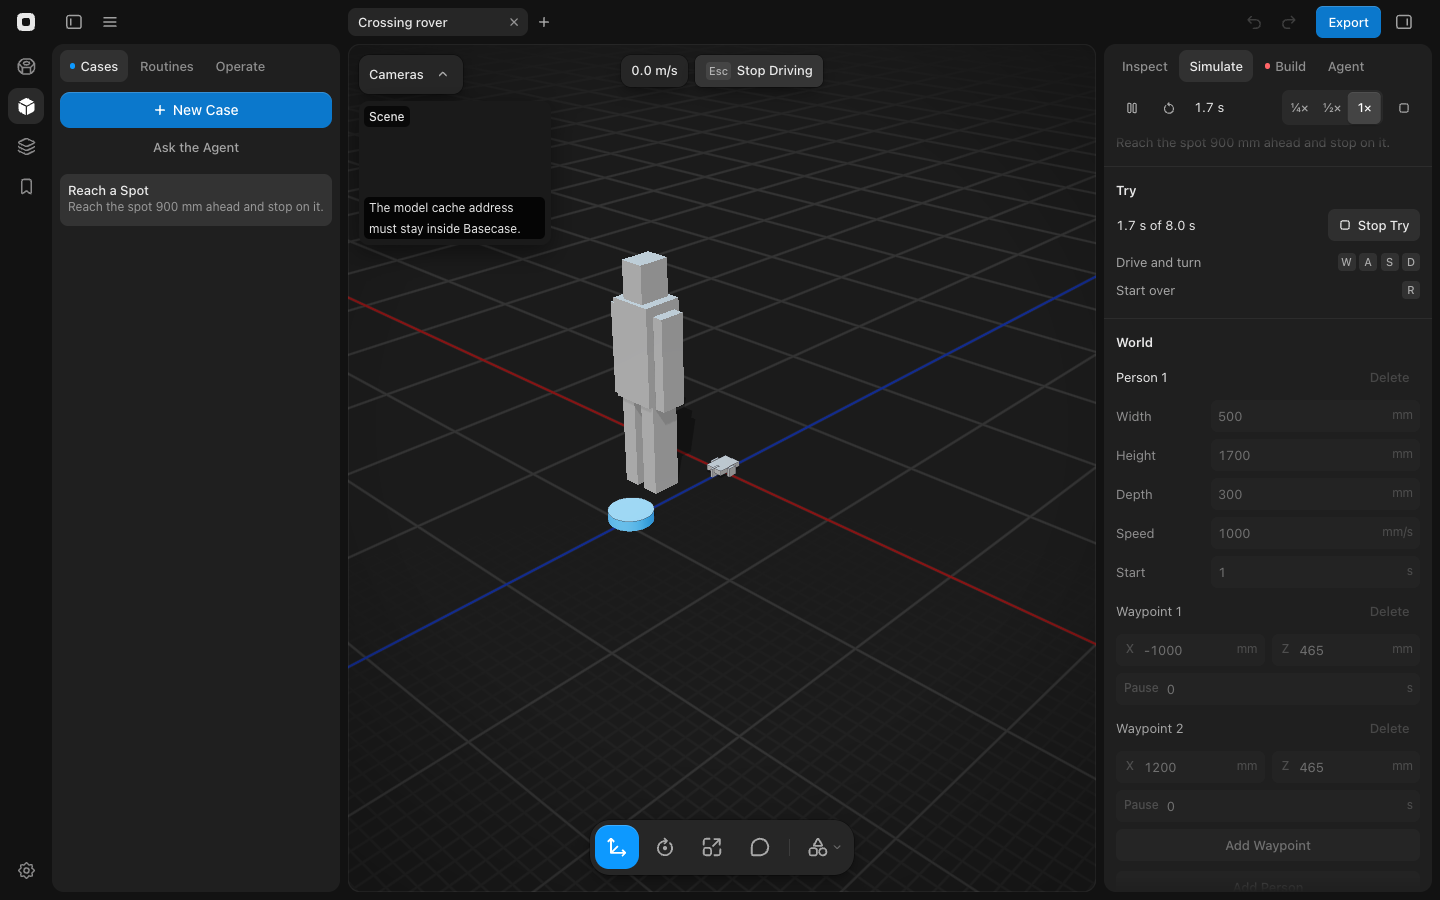 Crossing rover
Export
Cases
Routines
Operate
New Case
Ask the Agent
Reach a Spot
Reach the spot 900 mm ahead and stop on it.
Cameras
0.0 m/s
Esc Stop Driving
Scene
The model cache address
must stay inside Basecase.
Inspect
Simulate
Build
Agent
1.7 s
¼×
½×
1×
Reach the spot 900 mm ahead and stop on it.
Try
1.7 s of 8.0 s
Stop Try
Drive and turn
W A S D
Start over
R
World
Person 1
Delete
Width
500 mm
Height
1700 mm
Depth
300 mm
Speed
1000 mm/s
Start
1 s
Waypoint 1
Delete
X -1000 mm
Z 465 mm
Pause 0 s
Waypoint 2
Delete
X 1200 mm
Z 465 mm
Pause 0 s
Add Waypoint
Add Person